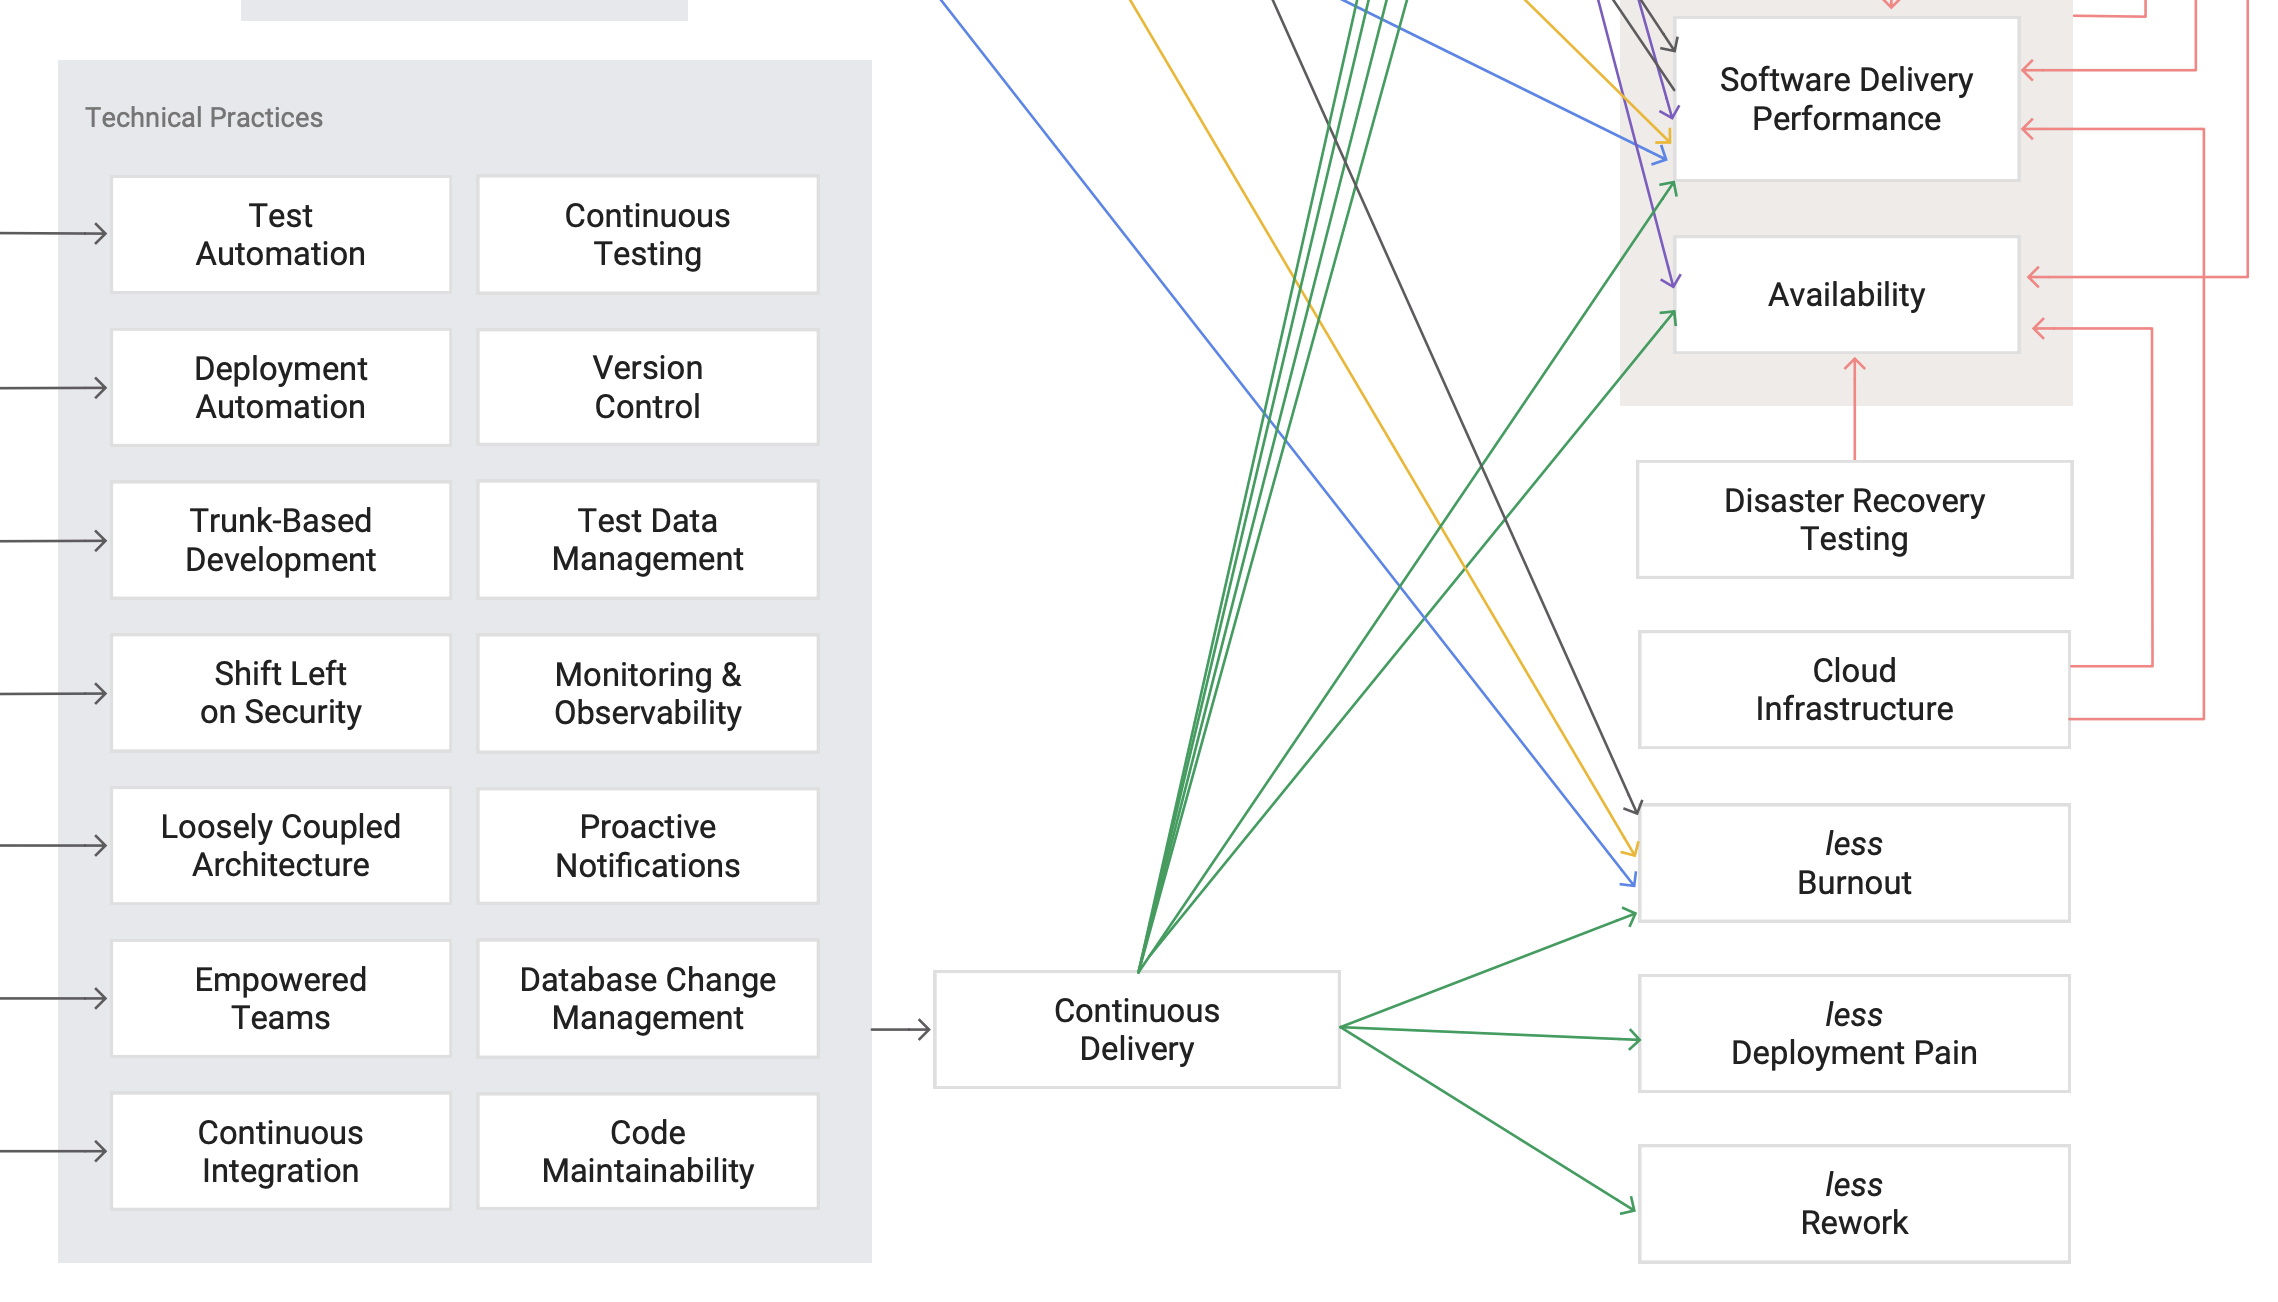 Technical Practices
Test
Automation
Continuous
Testing
Deployment
Automation
Version
Control
Trunk-Based
Development
Test Data
Management
Shift Left
on Security
Monitoring &
Observability
Loosely Coupled
Architecture
Proactive
Notifications
Empowered
Teams
Database Change
Management
Continuous
Integration
Code
Maintainability
Continuous
Delivery
Software Delivery
Performance
Availability
Disaster Recovery
Testing
Cloud
Infrastructure
less
Burnout
less
Deployment Pain
less
Rework